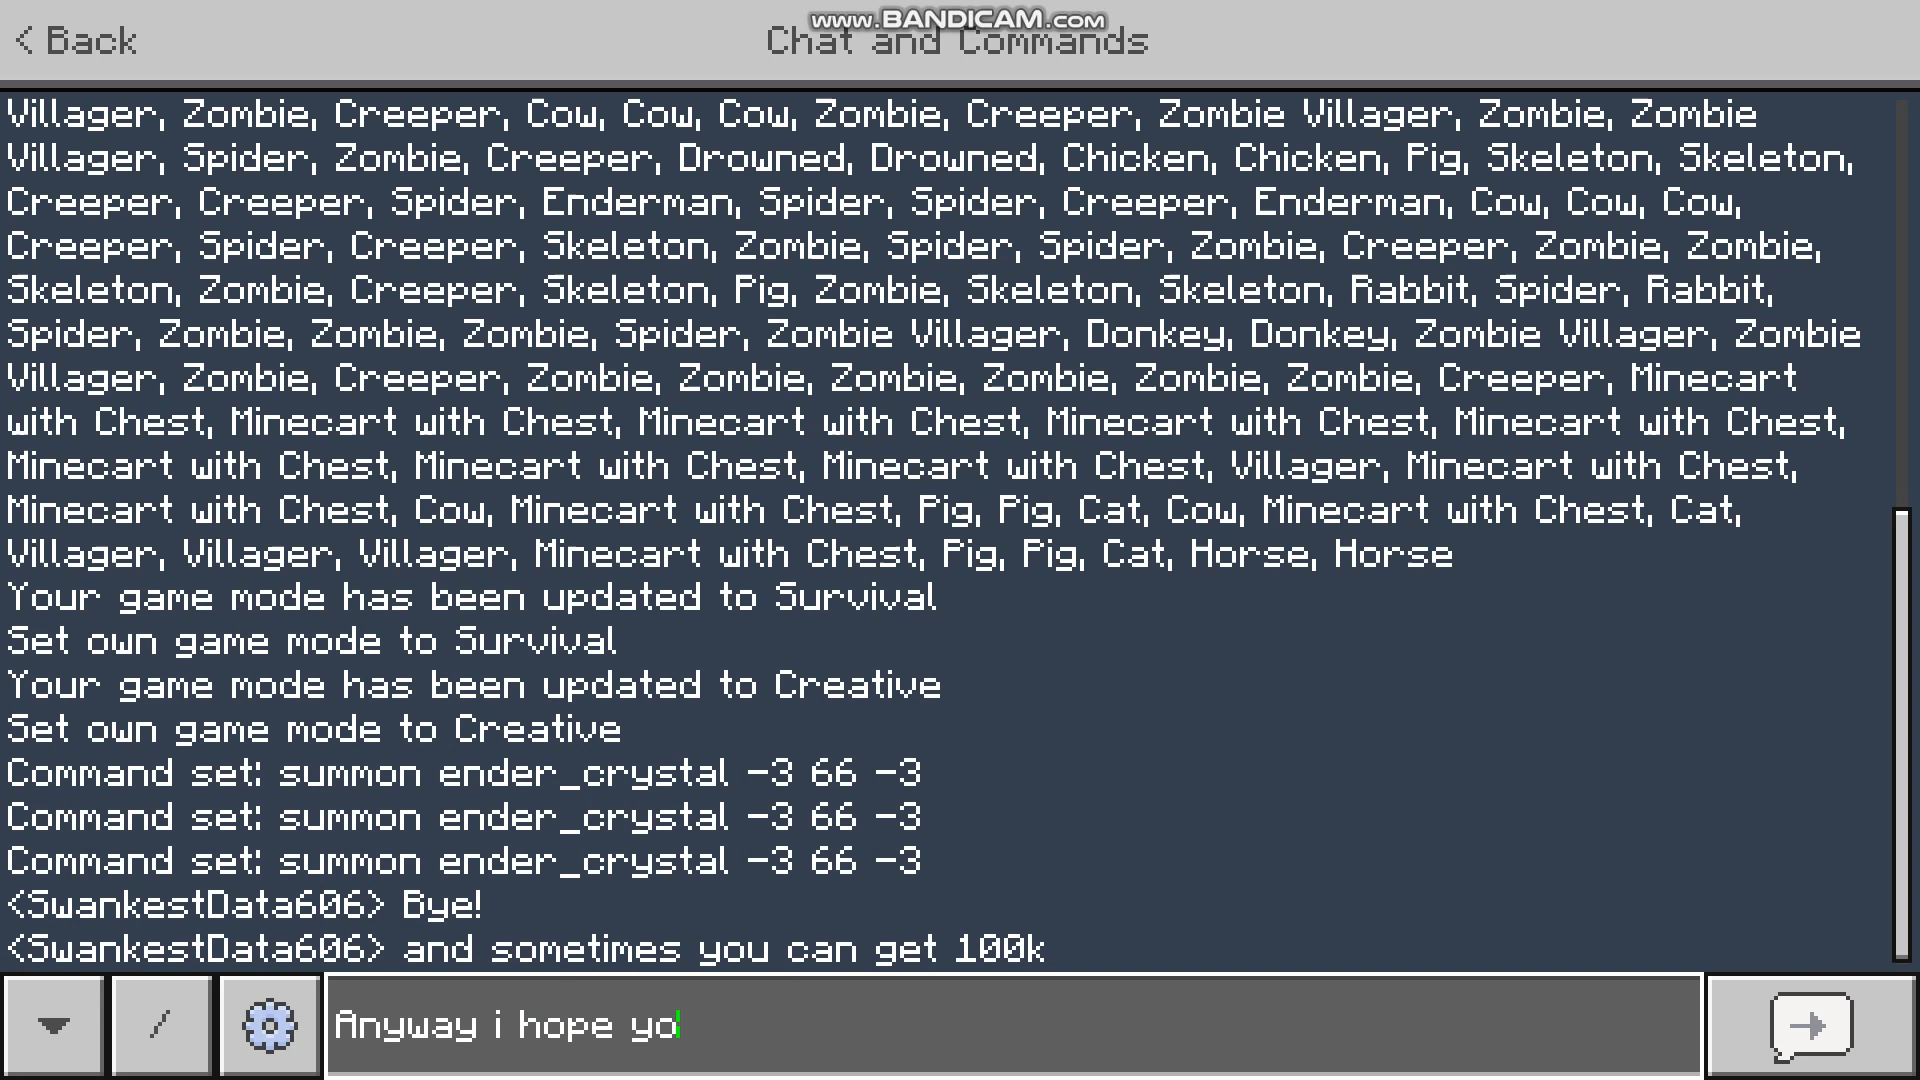 www.BANDICAM.com
< Back
Chat and Commands
Villager, Zombie, Creeper, Cow, Cow, Cow, Zombie, Creeper, Zombie Villager, Zombie, Zombie
Villager, Spider, Zombie, Creeper, Drowned, Drowned, Chicken, Chicken, Pig, Skeleton, Skeleton,
Creeper, Creeper, Spider, Enderman, Spider, Spider, Creeper, Enderman, Cow, Cow, Cow,
Creeper, Spider, Creeper, Skeleton, Zombie, Spider, Spider, Zombie, Creeper, Zombie, Zombie,
Skeleton, Zombie, Creeper, Skeleton, Pig, Zombie, Skeleton, Skeleton, Rabbit, Spider, Rabbit,
Spider, Zombie, Zombie, Zombie, Spider, Zombie Villager, Donkey, Donkey, Zombie Villager, Zombie
Villager, Zombie, Creeper, Zombie, Zombie, Zombie, Zombie, Zombie, Zombie, Creeper, Minecart
with Chest, Minecart with Chest, Minecart with Chest, Minecart with Chest, Minecart with Chest,
Minecart with Chest, Minecart with Chest, Minecart with Chest, Villager, Minecart with Chest,
Minecart with Chest, Cow, Minecart with Chest, Pig, Pig, Cat, Cow, Minecart with Chest, Cat,
Villager, Villager, Villager, Minecart with Chest, Pig, Pig, Cat, Horse, Horse
Your game mode has been updated to Survival
Set own game mode to Survival
Your game mode has been updated to Creative
Set own game mode to Creative
Command set: summon ender_crystal -3 66 -3
Command set: summon ender_crystal -3 66 -3
Command set: summon ender_crystal -3 66 -3
<SwankestData606> Bye!
<SwankestData606> and sometimes you can get 100k
/
Anyway i hope yo